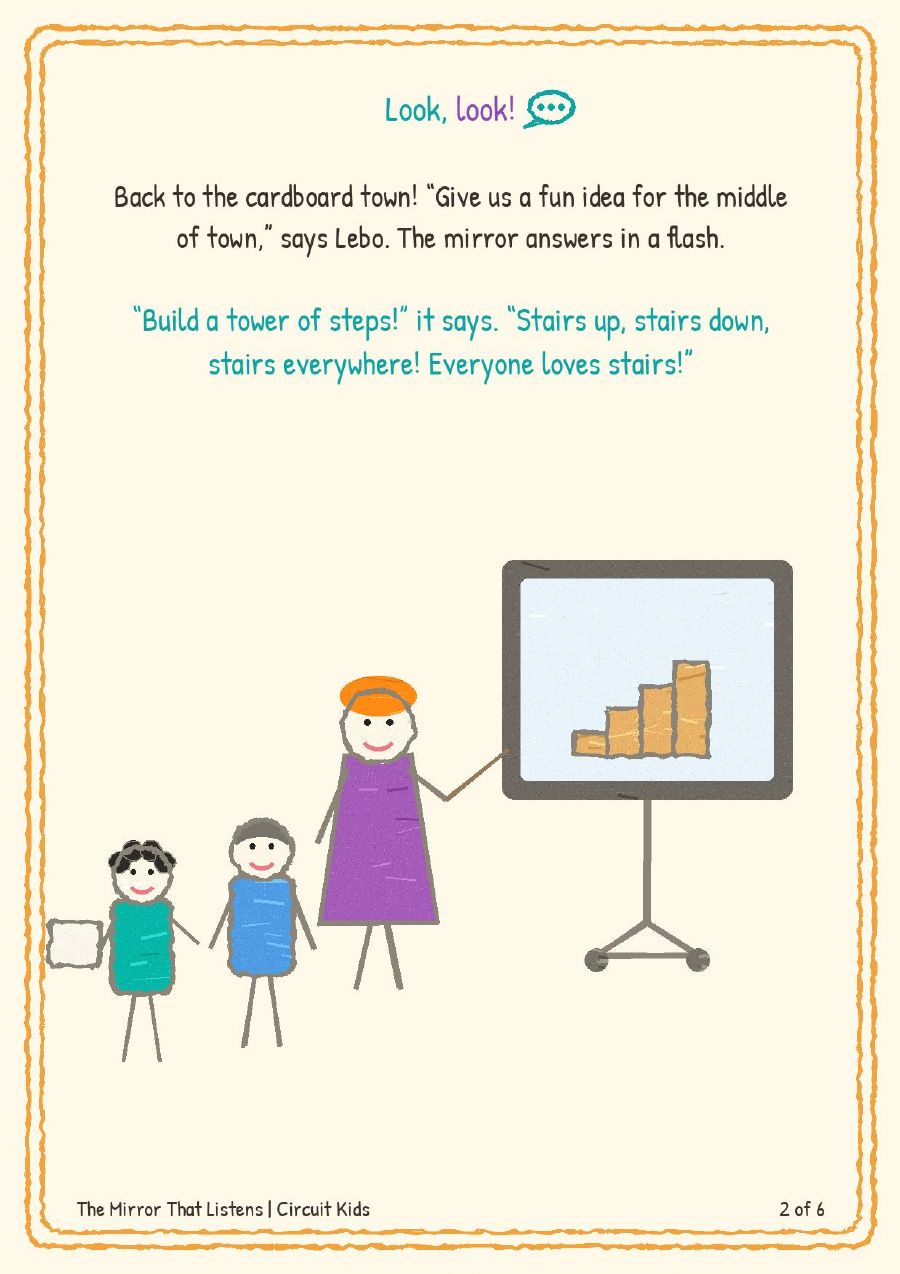 Look, look!
Back to the cardboard town! “Give us a fun idea for the middle
of town,” says Lebo. The mirror answers in a flash.
“Build a tower of steps!” it says. “Stairs up, stairs down,
stairs everywhere! Everyone loves stairs!”
The Mirror That Listens | Circuit Kids
2 of 6